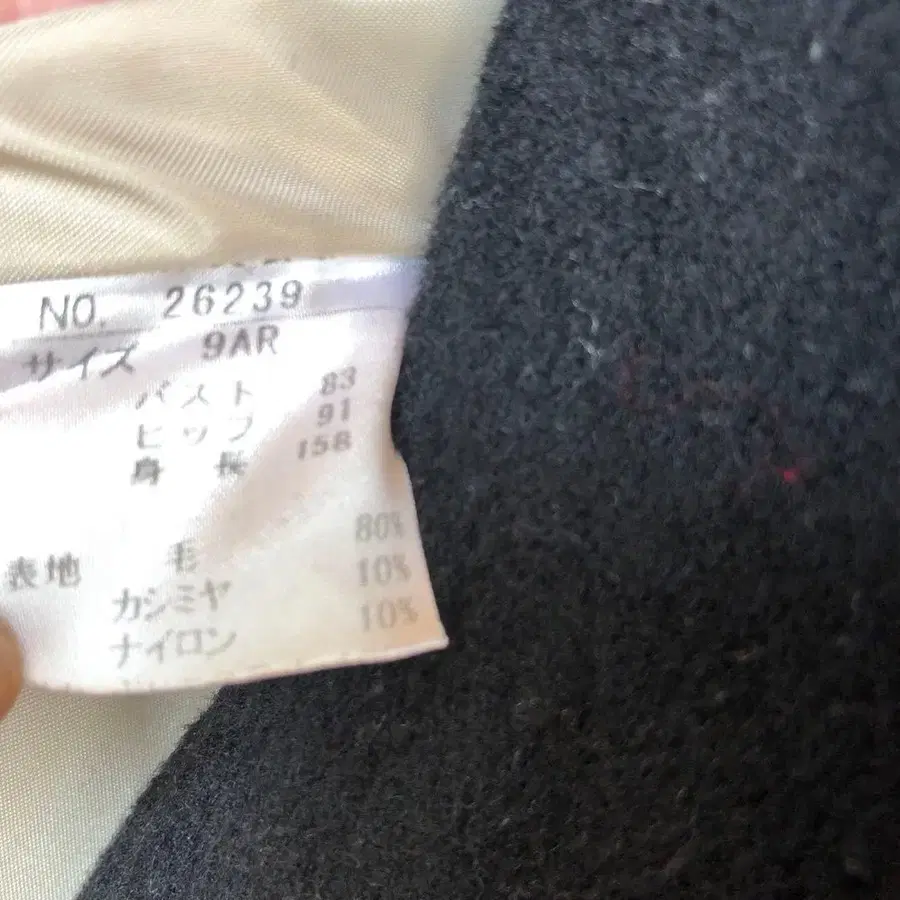 NO. 26239
サイズ 9AR
バスト 83
ヒップ 91
身長 158
表地 毛 80%
カシミヤ 10%
ナイロン 10%